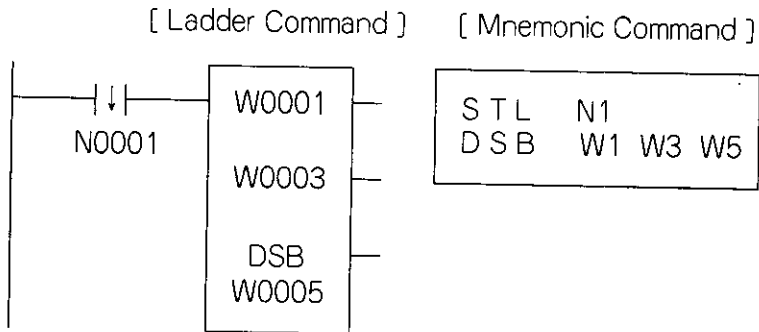 [ Ladder Command ]
[ Mnemonic Command ]
N0001
W0001
W0003
DSB
W0005
STL N1
DSB W1 W3 W5